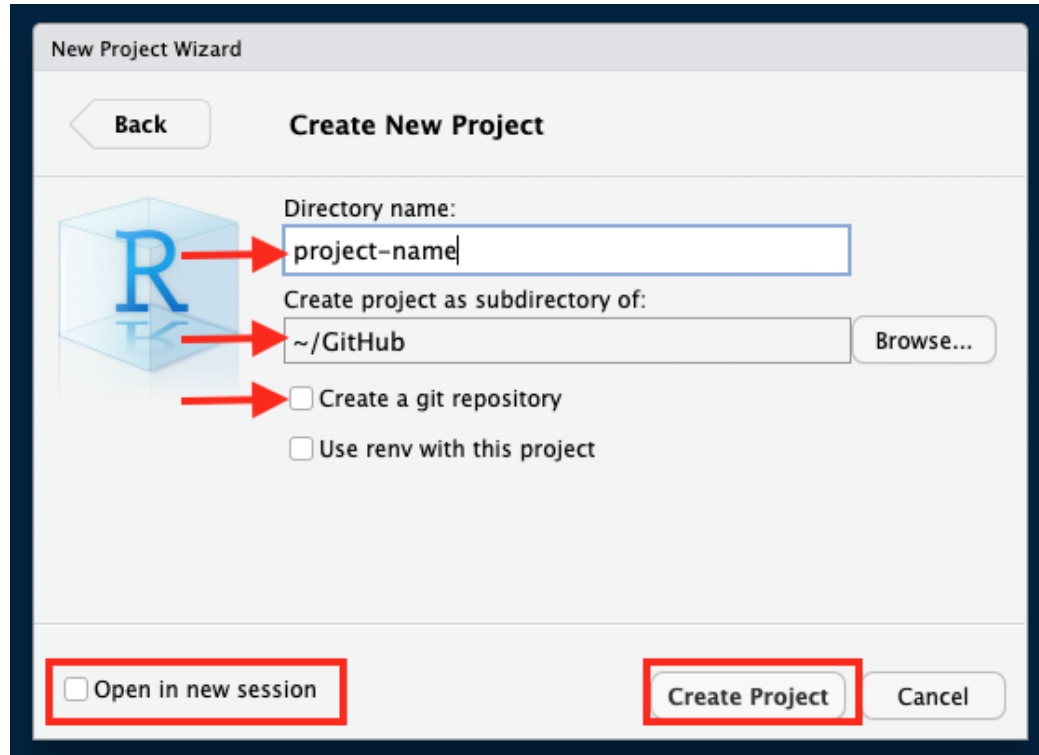 New Project Wizard
Back
Create New Project
R
Directory name:
project-name
Create project as subdirectory of:
~/GitHub
Browse...
Create a git repository
Use renv with this project
Open in new session
Create Project
Cancel